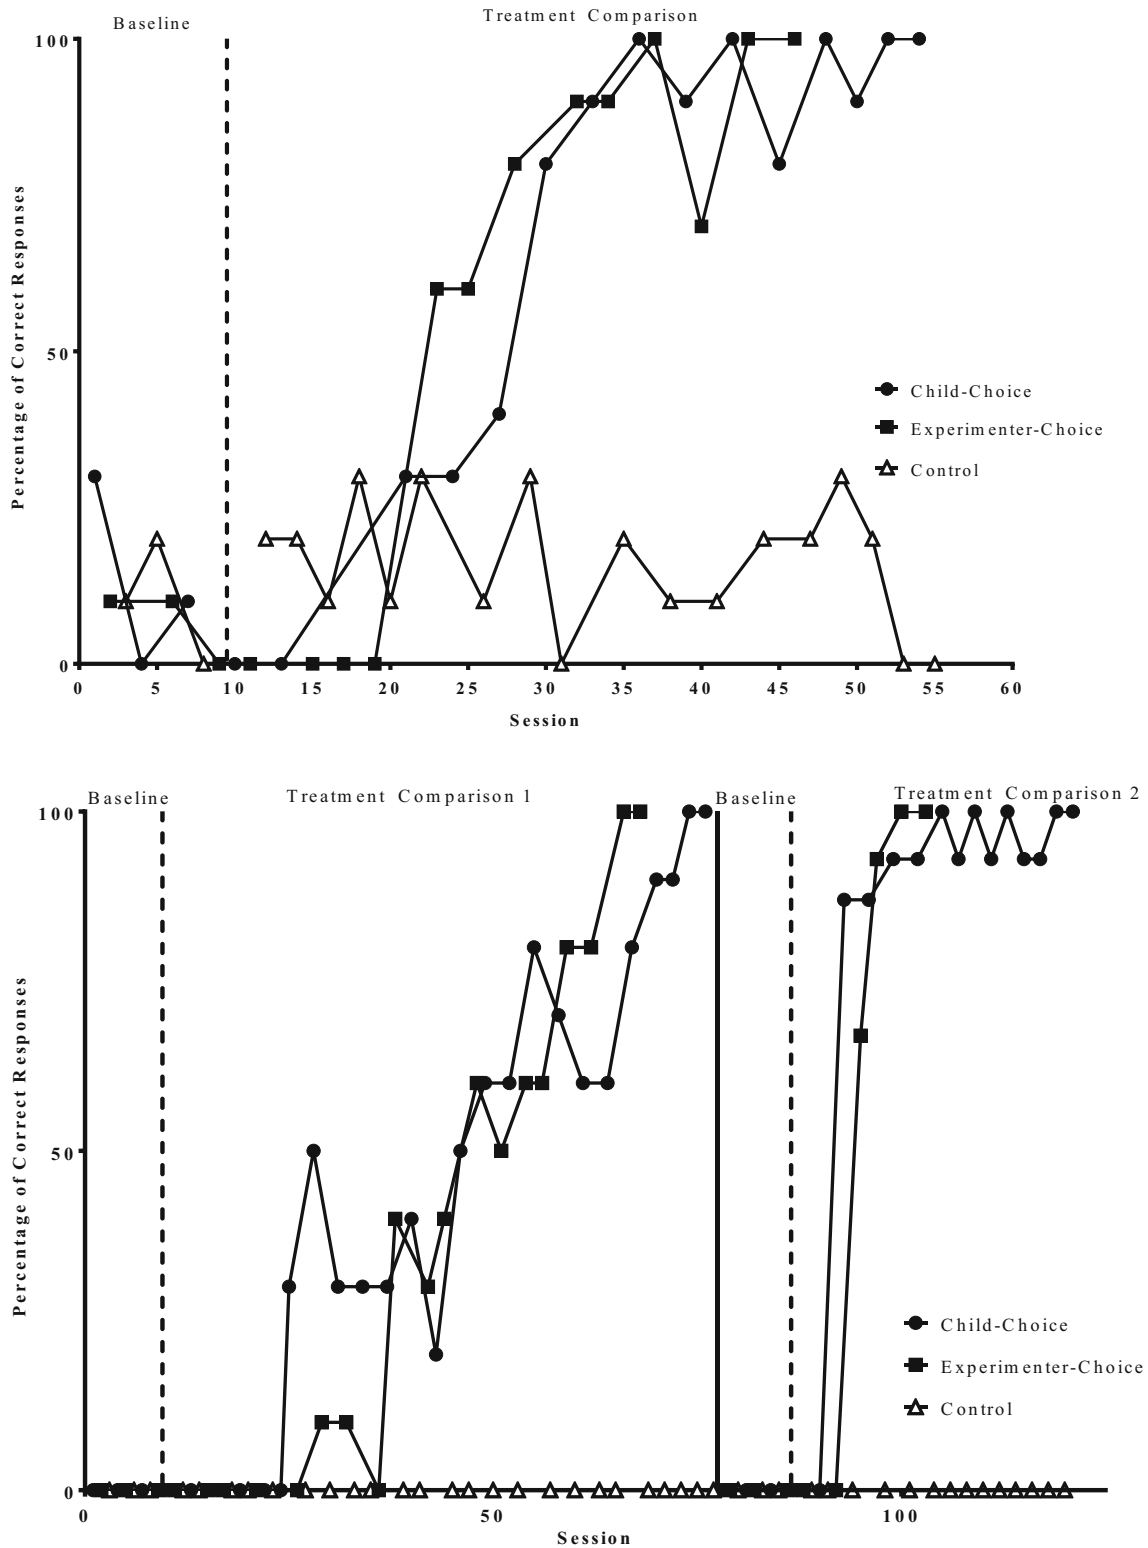 Baseline
Treatment Comparison
100
50
0
Percentage of Correct Responses
Child-Choice
Experimenter-Choice
Control
0 5 10 15 20 25 30 35 40 45 50 55 60
Session
Baseline
Treatment Comparison 1
Baseline
Treatment Comparison 2
100
50
0
Percentage of Correct Responses
Child-Choice
Experimenter-Choice
Control
0 50 100
Session